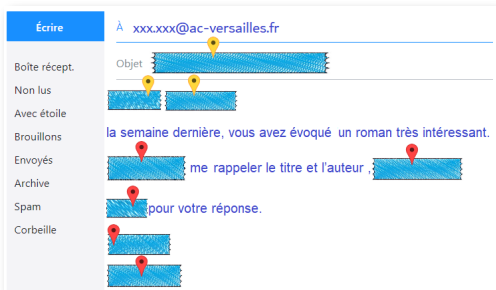 Écrire
À xxx.xxx@ac-versailles.fr
Objet
Boîte récept.
Non lus
Avec étoile
Brouillons
Envoyés
Archive
Spam
Corbeille
la semaine dernière, vous avez évoqué un roman très intéressant.
me rappeler le titre et l'auteur ,
pour votre réponse.